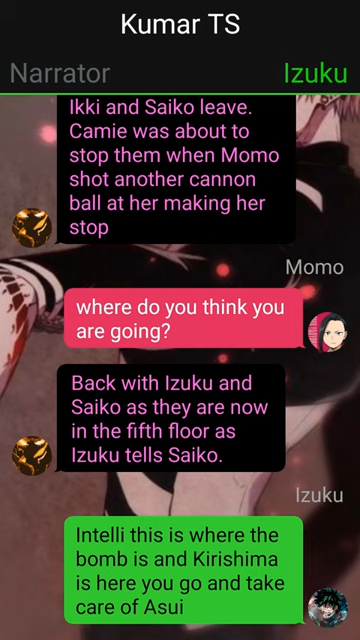 Kumar TS
Narrator Izuku
Ikki and Saiko leave.
Camie was about to
stop them when Momo
shot another cannon
ball at her making her
stop
Momo
where do you think you
are going?
Back with Izuku and
Saiko as they are now
in the fifth floor as
Izuku tells Saiko.
Izuku
Intelli this is where the
bomb is and Kirishima
is here you go and take
care of Asui